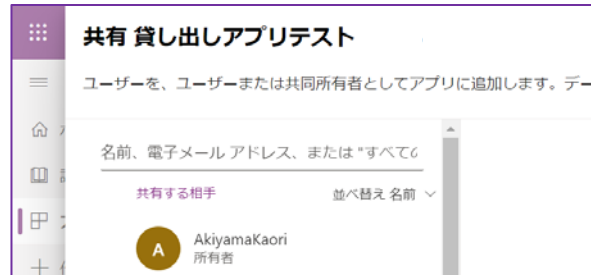 共有 貸し出しアプリテスト
ユーザーを、ユーザーまたは共同所有者としてアプリに追加します。デー
名前、電子メール アドレス、または "すべての
共有する相手
並べ替え 名前
A
AkiyamaKaori
所有者